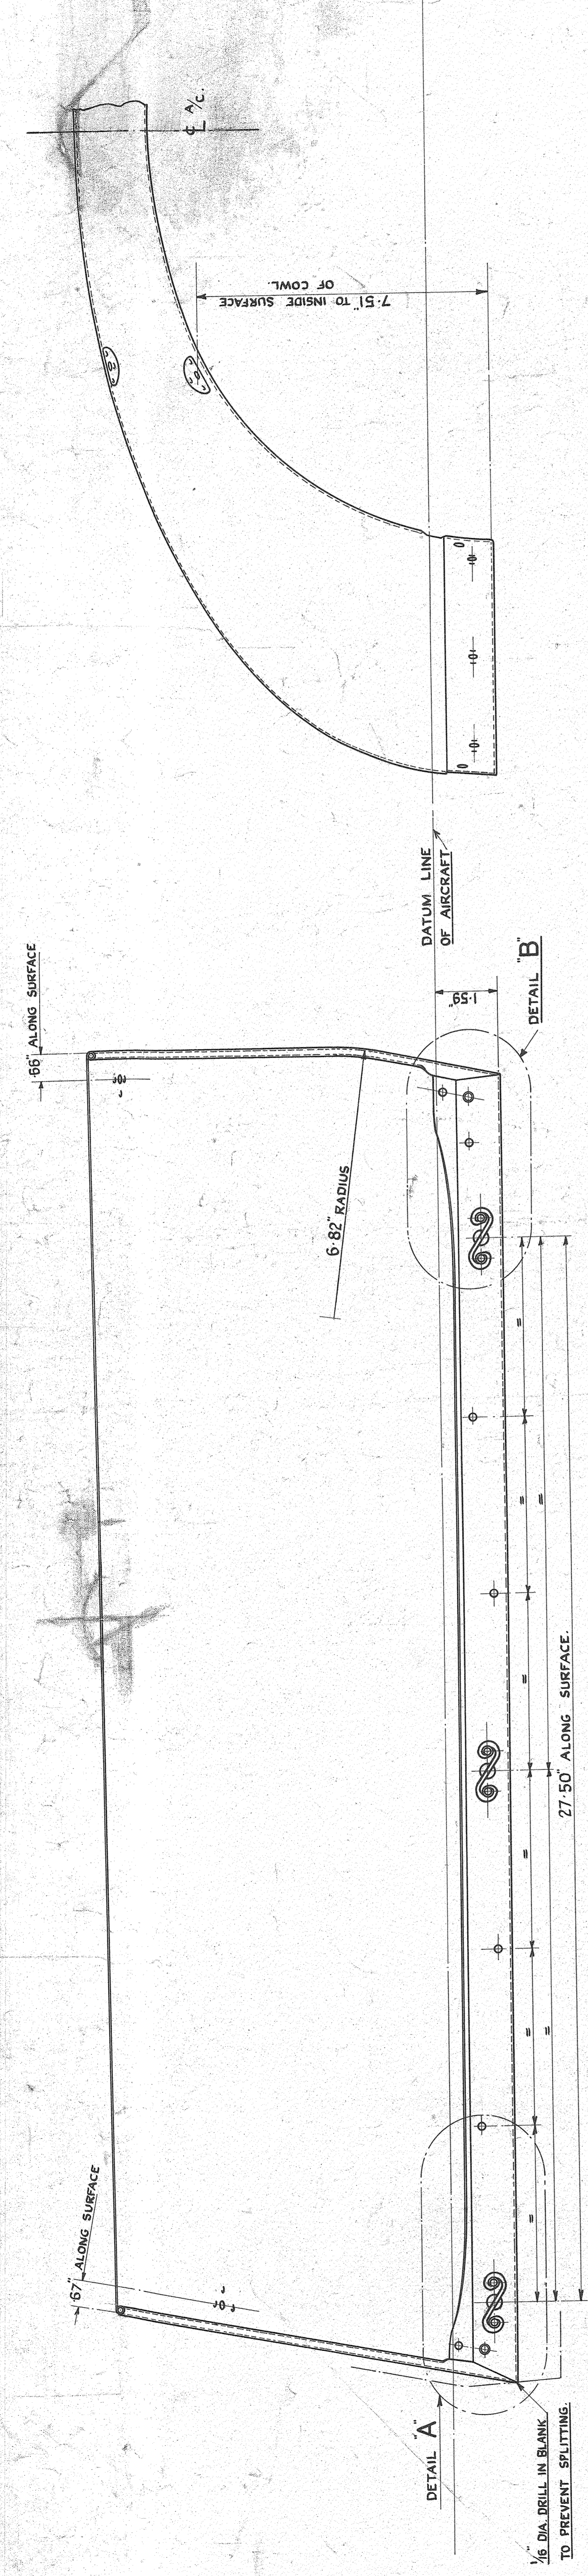 ℄ A/C.
7·51" TO INSIDE SURFACE
OF COWL.
DATUM LINE
OF AIRCRAFT
·66" ALONG SURFACE
1·59"
DETAIL "B"
6·82" RADIUS
=
=
=
=
=
27·50" ALONG SURFACE.
=
=
=
·67" ALONG SURFACE
DETAIL "A"
1/16" DIA. DRILL IN BLANK
TO PREVENT SPLITTING.